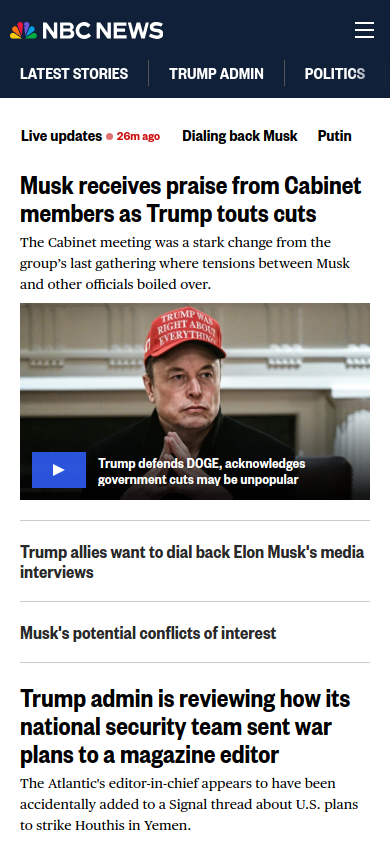 NBC NEWS
LATEST STORIES
TRUMP ADMIN
POLITICS
Live updates
26m ago
Dialing back Musk
Putin
Musk receives praise from Cabinet
members as Trump touts cuts
The Cabinet meeting was a stark change from the
group’s last gathering where tensions between Musk
and other officials boiled over.
TRUMP WAS
RIGHT ABOUT
EVERYTHING!
Trump defends DOGE, acknowledges
government cuts may be unpopular
Trump allies want to dial back Elon Musk's media
interviews
Musk's potential conflicts of interest
Trump admin is reviewing how its
national security team sent war
plans to a magazine editor
The Atlantic's editor-in-chief appears to have been
accidentally added to a Signal thread about U.S. plans
to strike Houthis in Yemen.